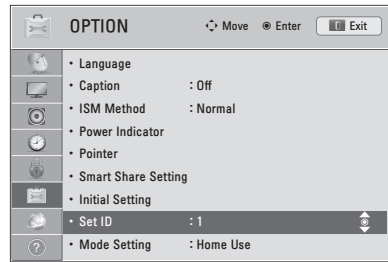 OPTION Move Enter Exit
• Language
• Caption : Off
• ISM Method : Normal
• Power Indicator
• Pointer
• Smart Share Setting
• Initial Setting
• Set ID : 1
• Mode Setting : Home Use
?